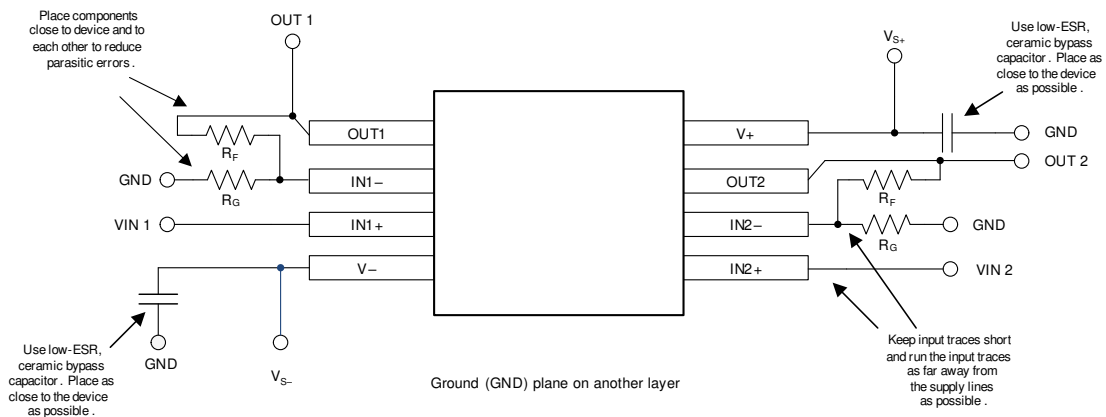 Place components
close to device and to
each other to reduce
parasitic errors .
OUT 1
VS+
Use low-ESR,
ceramic bypass
capacitor . Place as
close to the device
as possible .
OUT1
V+
GND
RF
OUT 2
GND
IN1−
OUT2
RG
RF
VIN 1
IN1+
IN2−
GND
RG
V−
IN2+
VIN 2
Use low-ESR,
ceramic bypass
capacitor . Place as
close to the device
as possible .
GND
VS−
Ground (GND) plane on another layer
Keep input traces short
and run the input traces
as far away from
the supply lines
as possible .